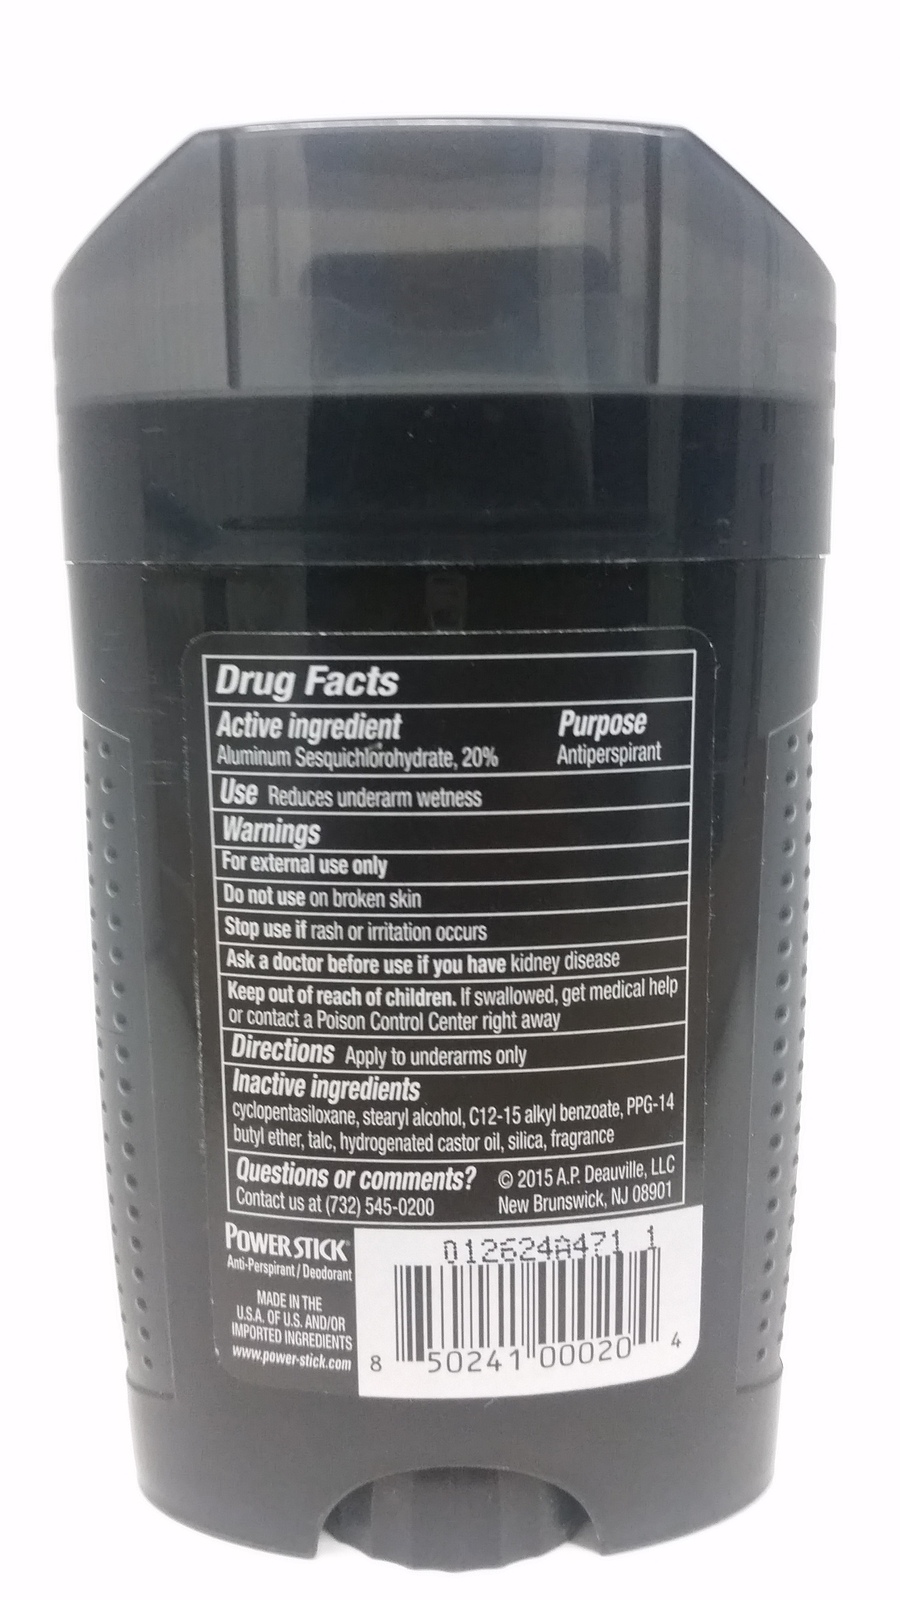 Drug Facts
Active ingredient Purpose
Aluminum Sesquichlorohydrate, 20% Antiperspirant
Use Reduces underarm wetness
Warnings
For external use only
Do not use on broken skin
Stop use if rash or irritation occurs
Ask a doctor before use if you have kidney disease
Keep out of reach of children. If swallowed, get medical help
or contact a Poison Control Center right away
Directions Apply to underarms only
Inactive ingredients
cyclopentasiloxane, stearyl alcohol, C12-15 alkyl benzoate, PPG-14
butyl ether, talc, hydrogenated castor oil, silica, fragrance
Questions or comments? © 2015 A.P. Deauville, LLC
Contact us at (732) 545-0200 New Brunswick, NJ 08901
POWER STICK®
Anti-Perspirant / Deodorant
MADE IN THE
U.S.A. OF U.S. AND/OR
IMPORTED INGREDIENTS
www.power-stick.com
012624A471 1
8 50241 00020 4